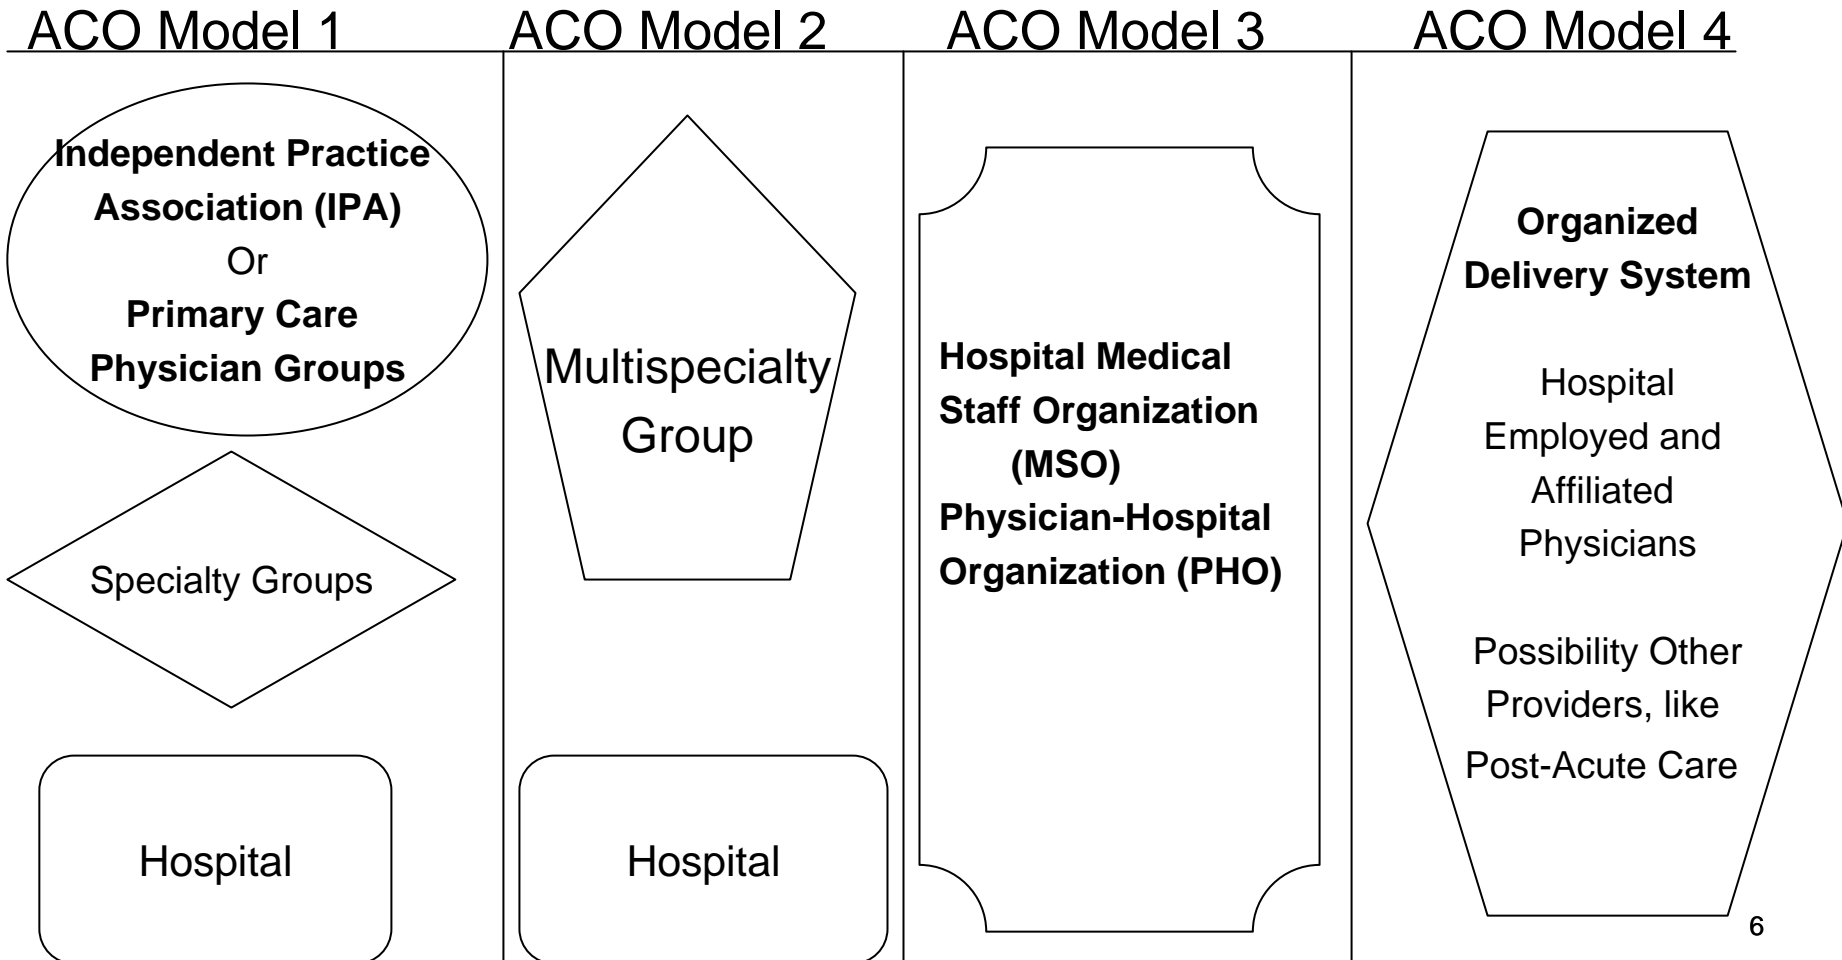 ACO Model 1
ACO Model 2
ACO Model 3
ACO Model 4
Independent Practice
Association (IPA)
Or
Primary Care
Physician Groups
Specialty Groups
Hospital
Multispecialty
Group
Hospital
Hospital Medical
Staff Organization
(MSO)
Physician-Hospital
Organization (PHO)
Organized
Delivery System
Hospital
Employed and
Affiliated
Physicians
Possibility Other
Providers, like
Post-Acute Care
6